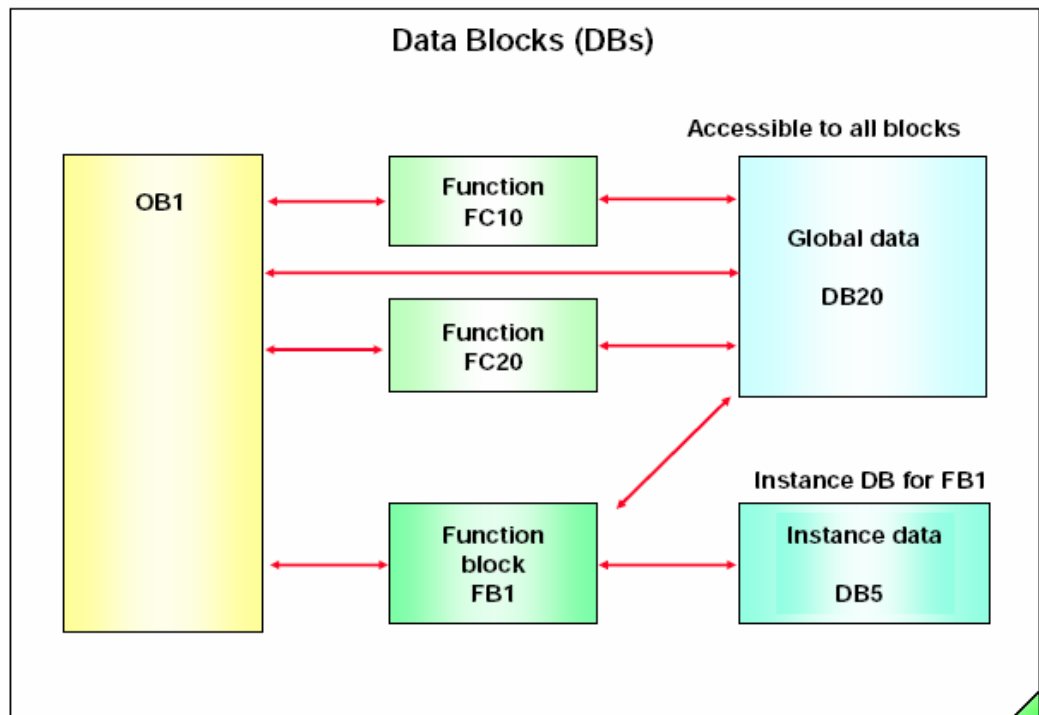 Data Blocks (DBs)
Accessible to all blocks
OB1
Function
FC10
Global data
DB20
Function
FC20
Instance DB for FB1
Function
block
FB1
Instance data
DB5